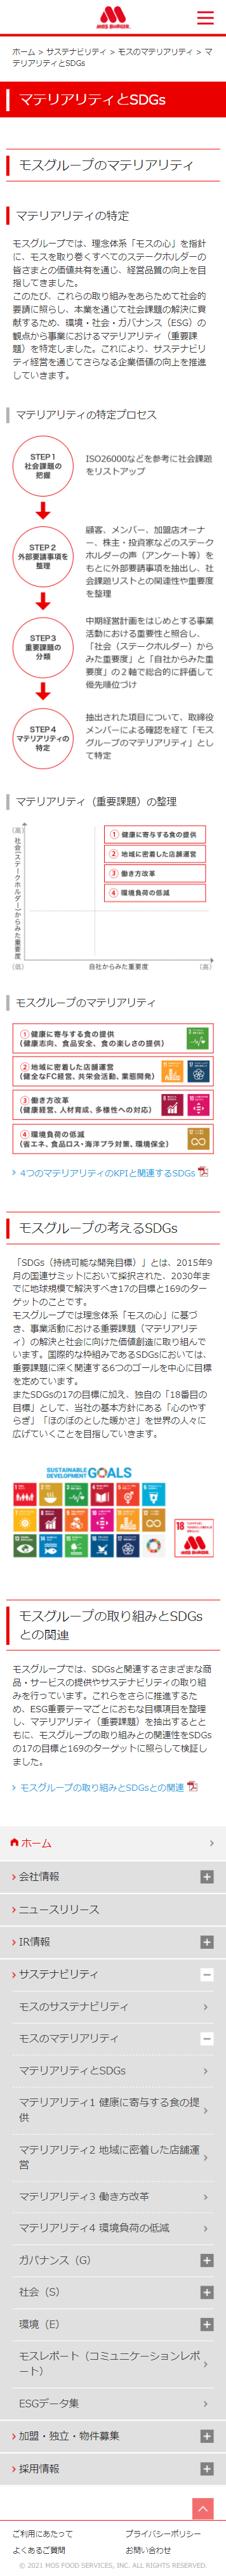 MOS BURGER
ホーム > サステナビリティ > モスのマテリアリティ > マ
テリアリティとSDGs
マテリアリティとSDGs
モスグループのマテリアリティ
マテリアリティの特定
モスグループでは、理念体系「モスの心」を指針
に、モスを取り巻くすべてのステークホルダーの
皆さまとの価値共有を通じ、経営品質の向上を目
指してきました。
このたび、これらの取り組みをあらためて社会的
要請に照らし、本業を通じて社会課題の解決に貢
献するため、環境・社会・ガバナンス（ESG）の
観点から事業におけるマテリアリティ（重要課
題）を特定しました。これにより、サステナビリ
ティ経営を通じてさらなる企業価値の向上を推進
していきます。
マテリアリティの特定プロセス
STEP1
社会課題の
把握
ISO26000などを参考に社会課題
をリストアップ
STEP2
外部要請事項を
整理
顧客、メンバー、加盟店オーナ
ー、株主・投資家などのステーク
ホルダーの声（アンケート等）を
もとに外部要請事項を抽出し、社
会課題リストとの関連性や重要度
を整理
STEP3
重要課題の
分類
中期経営計画をはじめとする事業
活動における重要性と照合し、
「社会（ステークホルダー）から
みた重要度」と「自社からみた重
要度」の２軸で総合的に評価して
優先順位づけ
STEP4
マテリアリティの
特定
抽出された項目について、取締役
メンバーによる確認を経て「モス
グループのマテリアリティ」とし
て特定
マテリアリティ（重要課題）の整理
(高)
社会(ステークホルダー)からみた重要度
①健康に寄与する食の提供
②地域に密着した店舗運営
③働き方改革
④環境負荷の低減
(低)
自社からみた重要度
(高)
モスグループのマテリアリティ
①健康に寄与する食の提供
（健康志向、食品安全、食の楽しさの提供）
②地域に密着した店舗運営
（健全なFC経営、共栄会活動、業態開発）
③働き方改革
（健康経営、人材育成、多様性への対応）
④環境負荷の低減
（省エネ、食品ロス・海洋プラ対策、環境保全）
4つのマテリアリティのKPIと関連するSDGs
モスグループの考えるSDGs
「SDGs（持続可能な開発目標）」とは、2015年9
月の国連サミットにおいて採択された、2030年ま
でに地球規模で解決すべき17の目標と169のター
ゲットのことです。
モスグループでは理念体系「モスの心」に基づ
き、事業活動における重要課題（マテリアリテ
ィ）の解決と社会に向けた価値創造に取り組んで
います。国際的な枠組みであるSDGsにおいては、
重要課題に深く関連する6つのゴールを中心に目標
を定めています。
またSDGsの17の目標に加え、独自の「18番目の
目標」として、当社の基本方針にある「心のやす
らぎ」「ほのぼのとした暖かさ」を世界の人々に
広げていくことを目指していきます。
SUSTAINABLE
DEVELOPMENT GOALS
18
MOS BURGER
モスグループの取り組みとSDGs
との関連
モスグループでは、SDGsと関連するさまざまな商
品・サービスの提供やサステナビリティの取り組
みを行っています。これらをさらに推進するた
め、ESG重要テーマごとにおもな目標項目を整理
し、マテリアリティ（重要課題）を抽出するとと
もに、モスグループの取り組みとの関連性をSDGs
の17の目標と169のターゲットに照らして検証し
ました。
モスグループの取り組みとSDGsとの関連
ホーム
会社情報
ニュースリリース
IR情報
サステナビリティ
モスのサステナビリティ
モスのマテリアリティ
マテリアリティとSDGs
マテリアリティ1 健康に寄与する食の提
供
マテリアリティ2 地域に密着した店舗運
営
マテリアリティ3 働き方改革
マテリアリティ4 環境負荷の低減
ガバナンス（G）
社会（S）
環境（E）
モスレポート（コミュニケーションレポ
ート）
ESGデータ集
加盟・独立・物件募集
採用情報
ご利用にあたって
プライバシーポリシー
よくあるご質問
お問い合わせ
© 2021 MOS FOOD SERVICES, INC. ALL RIGHTS RESERVED.